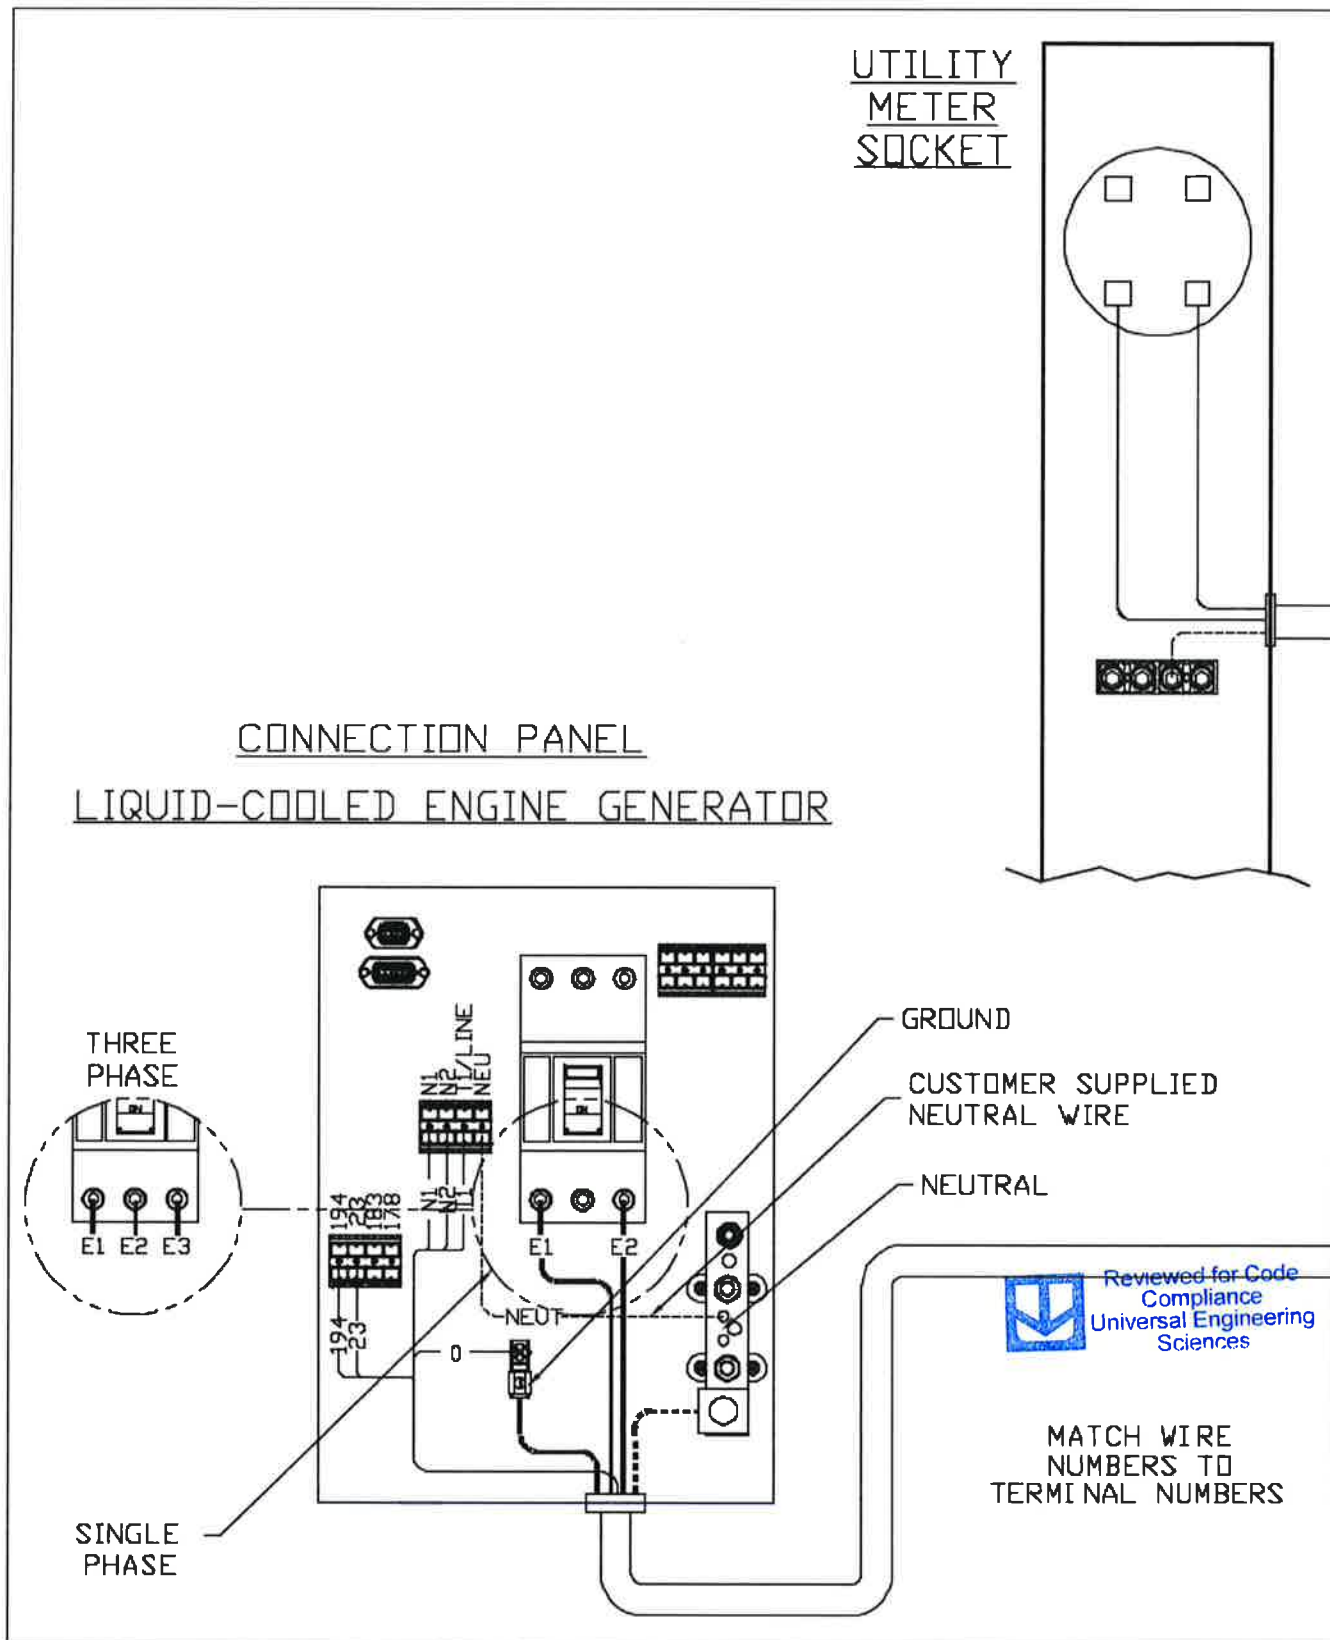 UTILITY
METER
SOCKET
CONNECTION PANEL
LIQUID-COOLED ENGINE GENERATOR
THREE
PHASE
ON
E1 E2 E3
N1
N2
T1/LINE
NEU
ON
194
23
183
178
N1
N2
T1
E1
E2
NEUT
194
23
0
GROUND
CUSTOMER SUPPLIED
NEUTRAL WIRE
NEUTRAL
Reviewed for Code
Compliance
Universal Engineering
Sciences
MATCH WIRE
NUMBERS TO
TERMINAL NUMBERS
SINGLE
PHASE